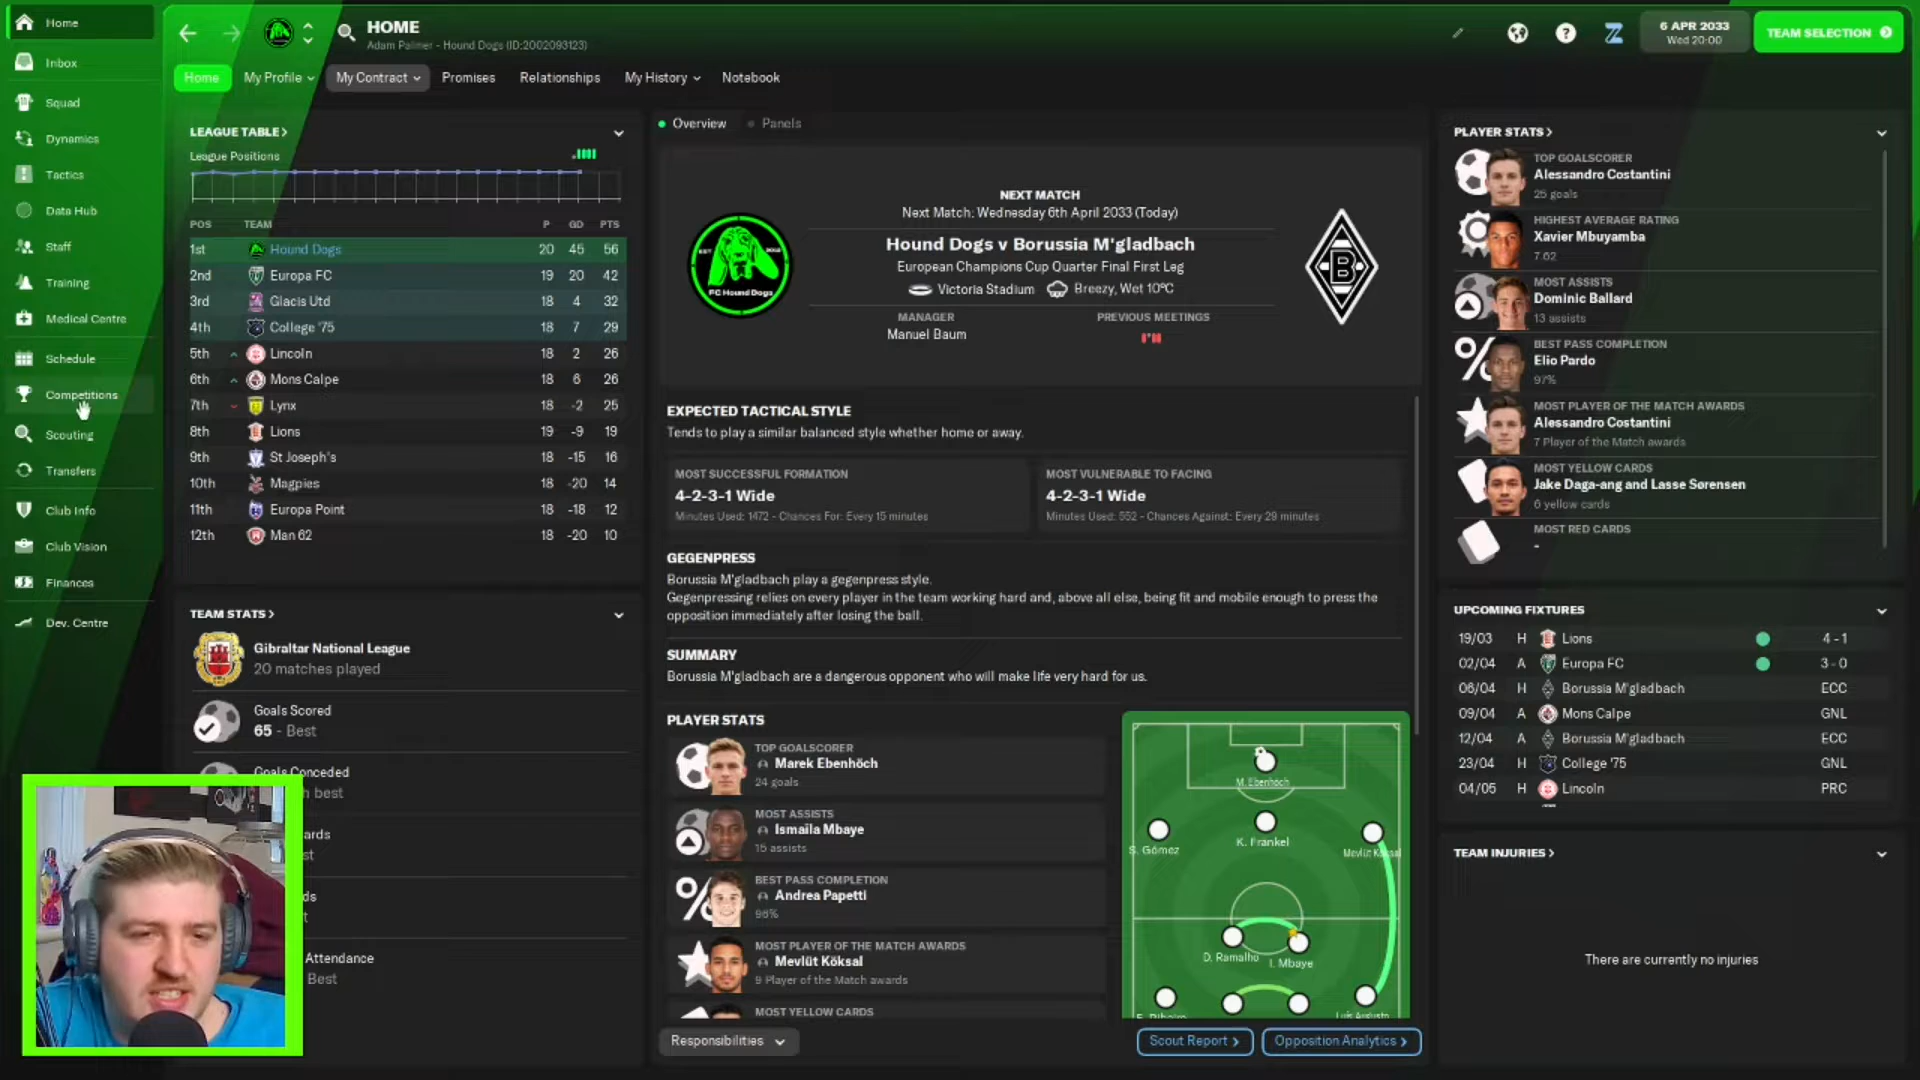 Home
Inbox
Squad
Dynamics
Tactics
Data Hub
Staff
Training
Medical Centre
Schedule
Competitions
Scouting
Transfers
Club Info
Club Vision
Finances
Dev. Centre
HOME
Adam Palmer - Hound Dogs (ID:2002093123)
6 APR 2033
Wed 20:00
TEAM SELECTION
Home
My Profile
My Contract
Promises
Relationships
My History
Notebook
LEAGUE TABLE >
League Positions
POS TEAM P GD PTS
1st Hound Dogs 20 45 56
2nd Europa FC 19 20 42
3rd Glacis Utd 18 4 32
4th College '75 18 7 29
5th Lincoln 18 2 26
6th Mons Calpe 18 6 26
7th Lynx 18 -2 25
8th Lions 19 -9 19
9th St Joseph's 18 -15 16
10th Magpies 18 -20 14
11th Europa Point 18 -18 12
12th Man 62 18 -20 10
TEAM STATS >
Gibraltar National League
20 matches played
Goals Scored
65 - Best
Goals Conceded
best
Attendance
Best
Overview
Panels
NEXT MATCH
Next Match: Wednesday 6th April 2033 (Today)
Hound Dogs v Borussia M'gladbach
European Champions Cup Quarter Final First Leg
Victoria Stadium Breezy, Wet 10°C
MANAGER
Manuel Baum
PREVIOUS MEETINGS
FC Hound Dogs
B
EXPECTED TACTICAL STYLE
Tends to play a similar balanced style whether home or away.
MOST SUCCESSFUL FORMATION
4-2-3-1 Wide
Minutes Used: 1472 - Chances For: Every 15 minutes
MOST VULNERABLE TO FACING
4-2-3-1 Wide
Minutes Used: 552 - Chances Against: Every 29 minutes
GEGENPRESS
Borussia M'gladbach play a gegenpress style.
Gegenpressing relies on every player in the team working hard and, above all else, being fit and mobile enough to press the
opposition immediately after losing the ball.
SUMMARY
Borussia M'gladbach are a dangerous opponent who will make life very hard for us.
PLAYER STATS
TOP GOALSCORER
Marek Ebenhöch
24 goals
MOST ASSISTS
Ismaila Mbaye
15 assists
BEST PASS COMPLETION
Andrea Papetti
96%
MOST PLAYER OF THE MATCH AWARDS
Mevlüt Köksal
9 Player of the Match awards
MOST YELLOW CARDS
M. Ebenhöch
S. Gómez
K. Frankel
Mevlüt Köksal
D. Ramalho
I. Mbaye
Luis Augusto
Responsibilities
Scout Report >
Opposition Analytics >
PLAYER STATS >
TOP GOALSCORER
Alessandro Costantini
25 goals
HIGHEST AVERAGE RATING
Xavier Mbuyamba
7.62
MOST ASSISTS
Dominic Ballard
13 assists
BEST PASS COMPLETION
Elio Pardo
97%
MOST PLAYER OF THE MATCH AWARDS
Alessandro Costantini
7 Player of the Match awards
MOST YELLOW CARDS
Jake Daga-ang and Lasse Sørensen
6 yellow cards
MOST RED CARDS
-
UPCOMING FIXTURES
19/03 H Lions 4 - 1
02/04 A Europa FC 3 - 0
06/04 H Borussia M'gladbach ECC
09/04 A Mons Calpe GNL
12/04 A Borussia M'gladbach ECC
23/04 H College '75 GNL
04/05 H Lincoln PRC
TEAM INJURIES >
There are currently no injuries